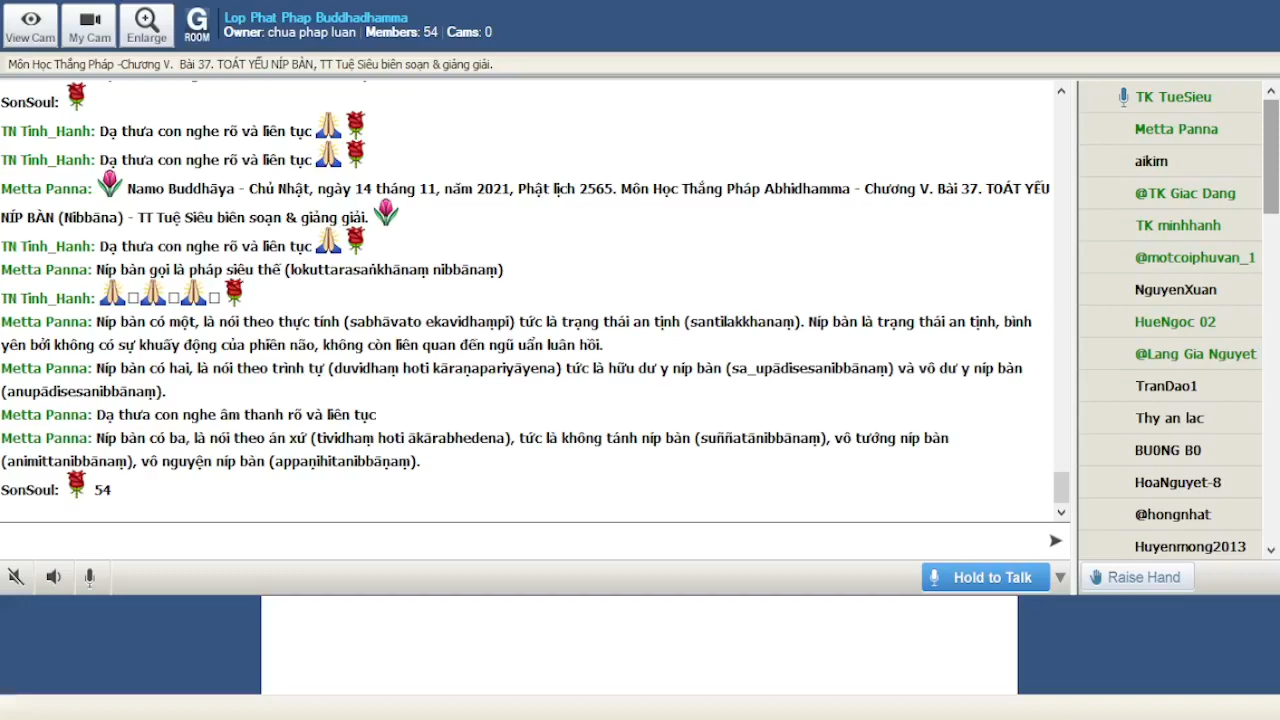 View Cam
My Cam
Enlarge
G
ROOM
Lop Phat Phap Buddhadhamma
Owner: chua phap luan | Members: 54 | Cams: 0
Môn Học Thắng Pháp -Chương V.  Bài 37. TOÁT YẾU NÍP BÀN, TT Tuệ Siêu biên soạn & giảng giải.
SonSoul:
TN Tinh_Hanh: Dạ thưa con nghe rõ và liên tục
TN Tinh_Hanh: Dạ thưa con nghe rõ và liên tục
Metta Panna: Namo Buddhāya - Chủ Nhật, ngày 14 tháng 11, năm 2021, Phật lịch 2565. Môn Học Thắng Pháp Abhidhamma - Chương V. Bài 37. TOÁT YẾU
NÍP BÀN (Nibbāna) - TT Tuệ Siêu biên soạn & giảng giải.
TN Tinh_Hanh: Dạ thưa con nghe rõ và liên tục
Metta Panna: Níp bàn gọi là pháp siêu thế (lokuttarasaṅkhānaṃ nibbānaṃ)
TN Tinh_Hanh:
Metta Panna: Níp bàn có một, là nói theo thực tính (sabhāvato ekavidhaṃpi) tức là trạng thái an tịnh (santilakkhanaṃ). Níp bàn là trạng thái an tịnh, bình
yên bởi không có sự khuấy động của phiền não, không còn liên quan đến ngũ uẩn luân hồi.
Metta Panna: Níp bàn có hai, là nói theo trình tự (duvidhaṃ hoti kāraṇapariyāyena) tức là hữu dư y níp bàn (sa_upādisesanibbānaṃ) và vô dư y níp bàn
(anupādisesanibbānaṃ).
Metta Panna: Dạ thưa con nghe âm thanh rõ và liên tục
Metta Panna: Níp bàn có ba, là nói theo án xứ (tividhaṃ hoti ākārabhedena), tức là không tánh níp bàn (suññatānibbānaṃ), vô tướng níp bàn
(animittanibbānaṃ), vô nguyện níp bàn (appaṇihitanibbāṇaṃ).
SonSoul: 54
TK TueSieu
Metta Panna
aikim
@TK Giac Dang
TK minhhanh
@motcoiphuvan_1
NguyenXuan
HueNgoc 02
@Lang Gia Nguyet
TranDao1
Thy an lac
BU0NG B0
HoaNguyet-8
@hongnhat
Huyenmong2013
Hold to Talk
Raise Hand